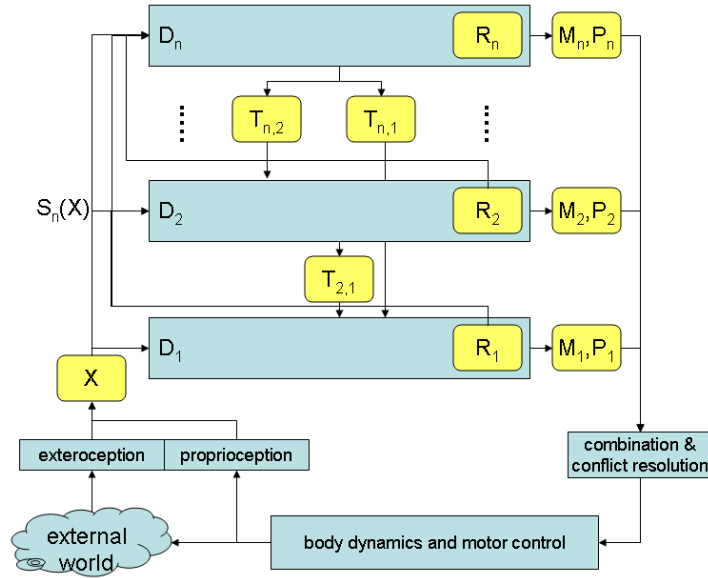 Dₙ
Rₙ
Mₙ,Pₙ
Tₙ,₂
Tₙ,₁
Sₙ(X)
D₂
R₂
M₂,P₂
T₂,₁
D₁
R₁
M₁,P₁
X
exteroception
proprioception
combination &
conflict resolution
external
world
body dynamics and motor control